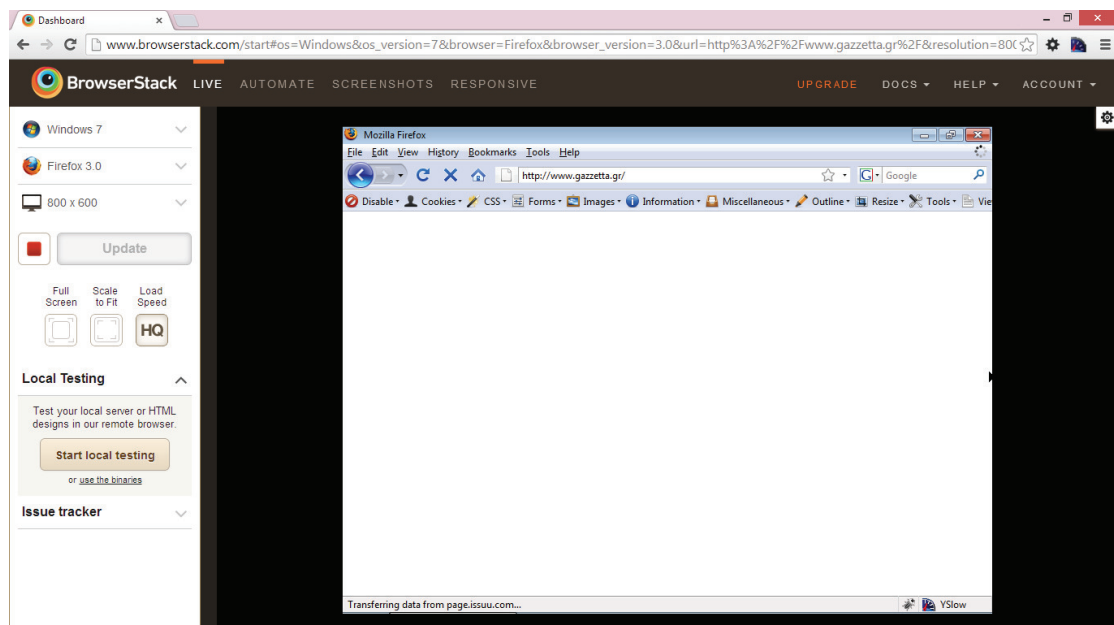 Dashboard
www.browserstack.com/start#os=Windows&os_version=7&browser=Firefox&browser_version=3.0&url=http%3A%2F%2Fwww.gazzetta.gr%2F&resolution=800
BrowserStack LIVE AUTOMATE SCREENSHOTS RESPONSIVE UPGRADE DOCS HELP ACCOUNT
Windows 7
Firefox 3.0
800 x 600
Update
Full Screen
Scale to Fit
Load Speed
HQ
Local Testing
Test your local server or HTML
designs in our remote browser.
Start local testing
or use the binaries
Issue tracker
Mozilla Firefox
File Edit View History Bookmarks Tools Help
http://www.gazzetta.gr/
G Google
Disable Cookies CSS Forms Images Information Miscellaneous Outline Resize Tools Vie
Transferring data from page.issuu.com...
YSlow